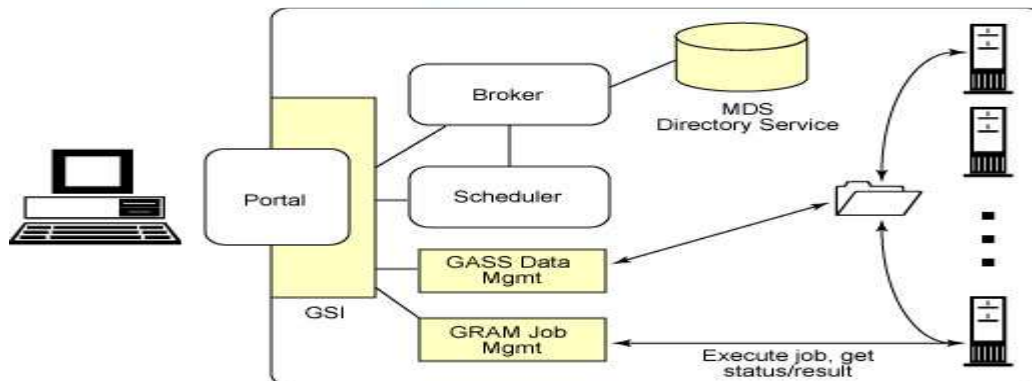 Broker
MDS
Directory Service
Portal
Scheduler
GASS Data
Mgmt
GSI
GRAM Job
Mgmt
Execute job, get
status/result